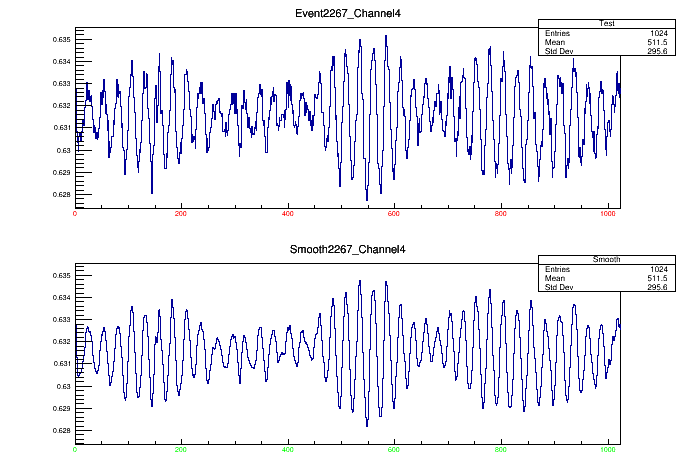 Event2267_Channel4
Test
Entries 1024
Mean 511.5
Std Dev 295.6
0.635
0.634
0.633
0.632
0.631
0.63
0.629
0.628
0 200 400 600 800 1000
Smooth2267_Channel4
Smooth
Entries 1024
Mean 511.5
Std Dev 295.6
0.635
0.634
0.633
0.632
0.631
0.63
0.629
0.628
0 200 400 600 800 1000